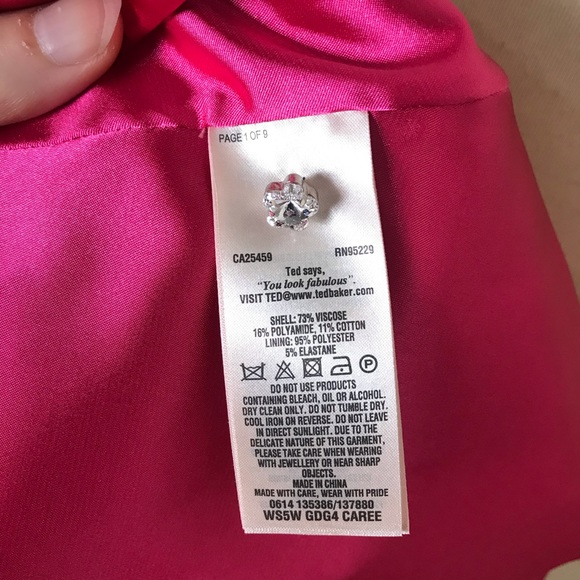 PAGE 1 OF 9
CA25459 RN95229
Ted says,
"You look fabulous".
VISIT TED@www.tedbaker.com
SHELL: 73% VISCOSE
16% POLYAMIDE, 11% COTTON
LINING: 95% POLYESTER
5% ELASTANE
P
DO NOT USE PRODUCTS
CONTAINING BLEACH, OIL OR ALCOHOL.
DRY CLEAN ONLY. DO NOT TUMBLE DRY.
COOL IRON ON REVERSE. DO NOT LEAVE
IN DIRECT SUNLIGHT. DUE TO THE
DELICATE NATURE OF THIS GARMENT,
PLEASE TAKE CARE WHEN WEARING
WITH JEWELLERY OR NEAR SHARP
OBJECTS.
MADE IN CHINA
MADE WITH CARE, WEAR WITH PRIDE
0614 135386/137880
WS5W GDG4 CAREE